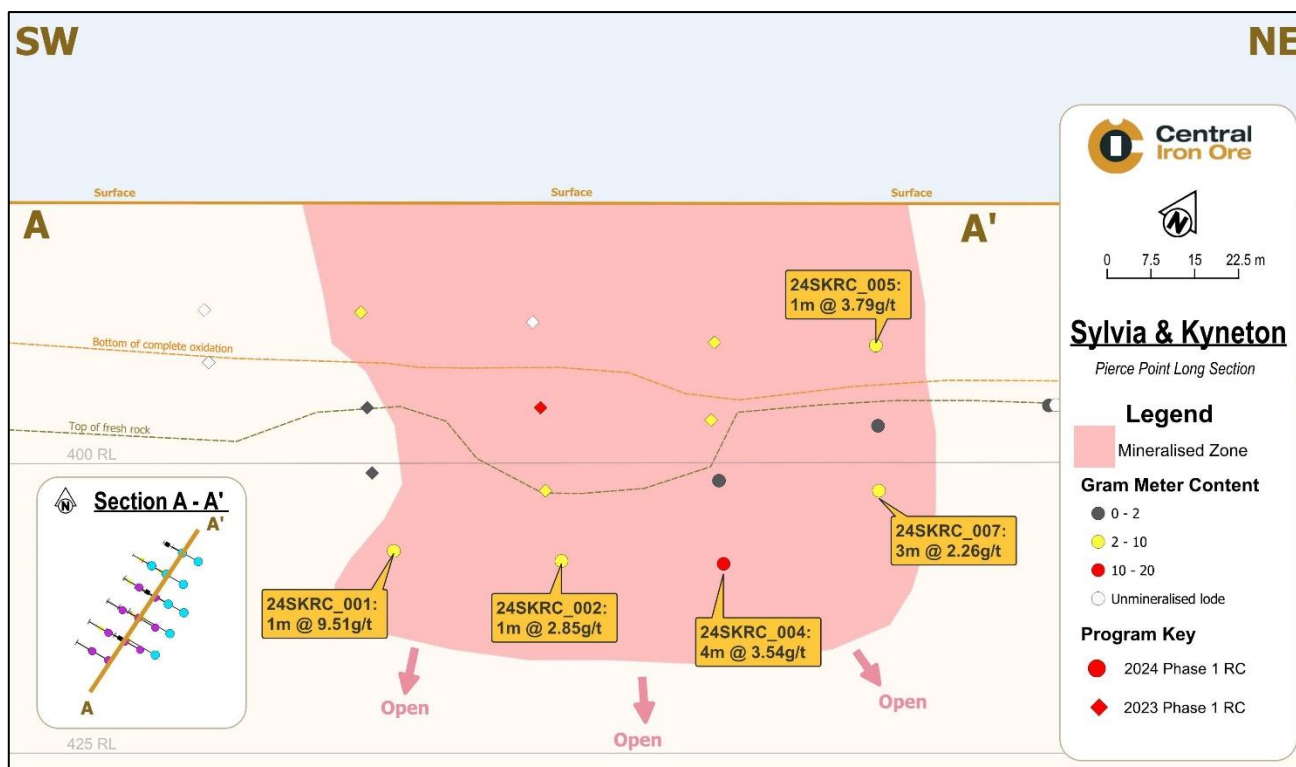 SW
NE
Surface
Surface
Surface
A
A'
24SKRC_005:
1m @ 3.79g/t
Bottom of complete oxidation
Top of fresh rock
400 RL
24SKRC_007:
3m @ 2.26g/t
24SKRC_001:
1m @ 9.51g/t
24SKRC_002:
1m @ 2.85g/t
24SKRC_004:
4m @ 3.54g/t
Open
Open
Open
425 RL
N
Section A - A'
A'
A
Central
Iron Ore
N
0 7.5 15 22.5 m
Sylvia & Kyneton
Pierce Point Long Section
Legend
Mineralised Zone
Gram Meter Content
0 - 2
2 - 10
10 - 20
Unmineralised lode
Program Key
2024 Phase 1 RC
2023 Phase 1 RC